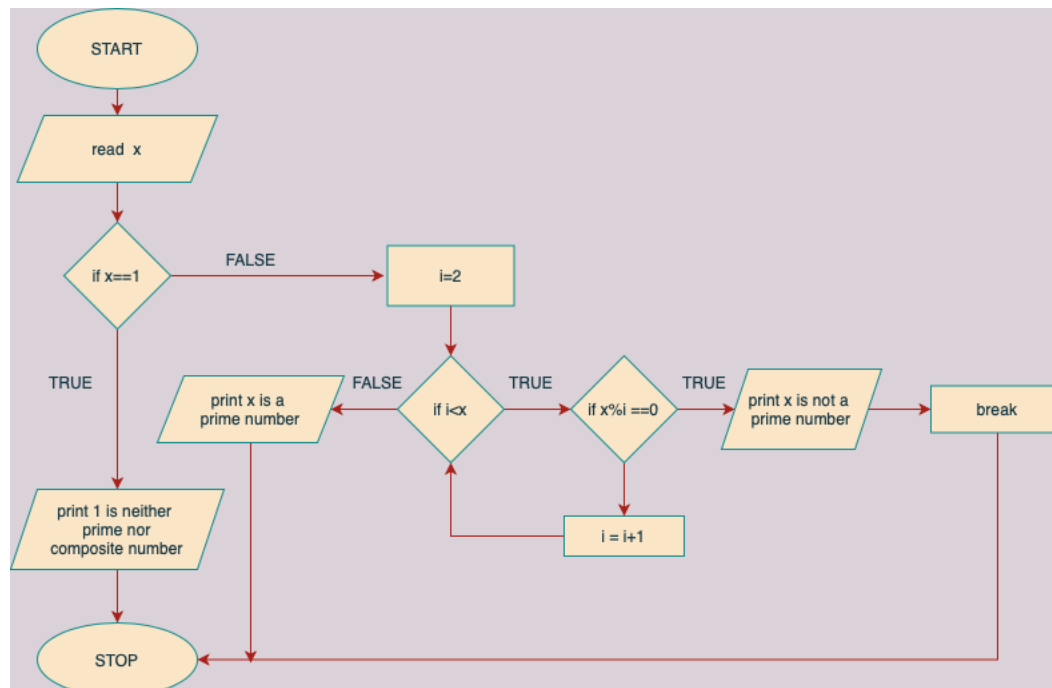 START
read x
if x==1
FALSE
i=2
TRUE
print x is a
prime number
FALSE
if i<x
TRUE
if x%i ==0
TRUE
print x is not a
prime number
break
print 1 is neither
prime nor
composite number
i = i+1
STOP